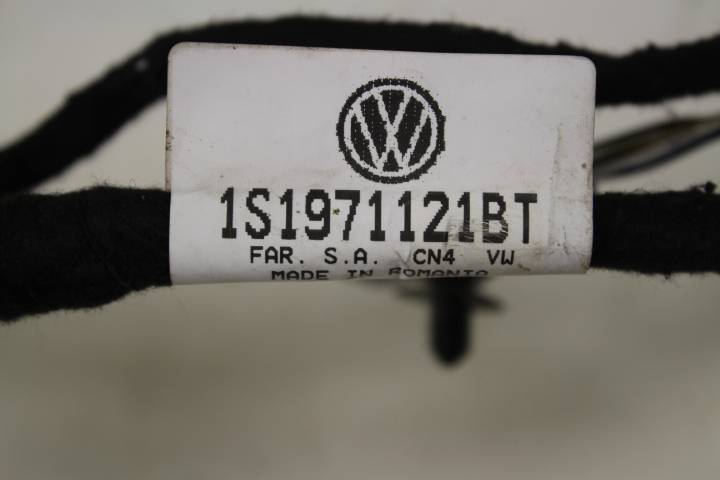 1S1971121BT
FAR. S.A. CN4 VW
MADE IN ROMANIA